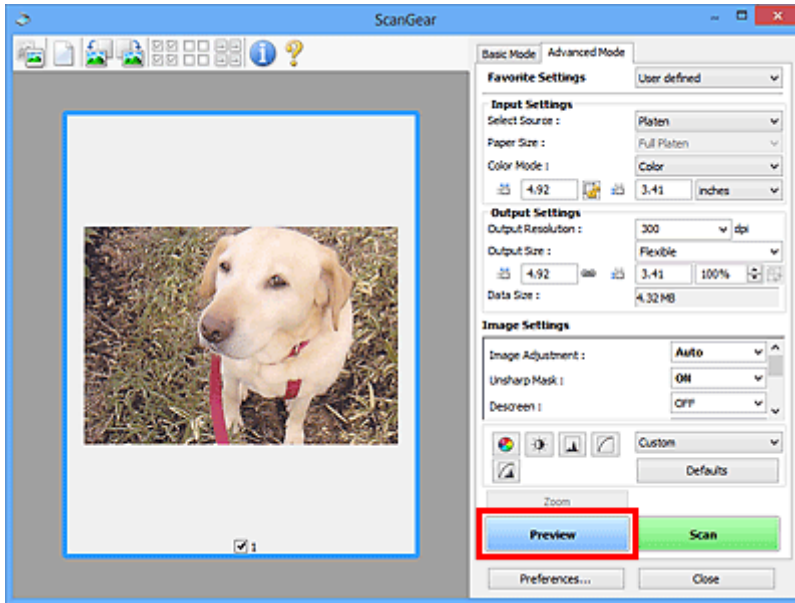 ScanGear
Basic Mode Advanced Mode
Favorite Settings User defined
Input Settings
Select Source : Platen
Paper Size : Full Platen
Color Mode : Color
4.92 3.41 inches
Output Settings
Output Resolution : 300 dpi
Output Size : Flexible
4.92 3.41 100%
Data Size : 4.32 MB
Image Settings
Image Adjustment : Auto
Unsharp Mask : ON
Descreen : OFF
Custom
Defaults
Zoom
Preview Scan
1
Preferences... Close